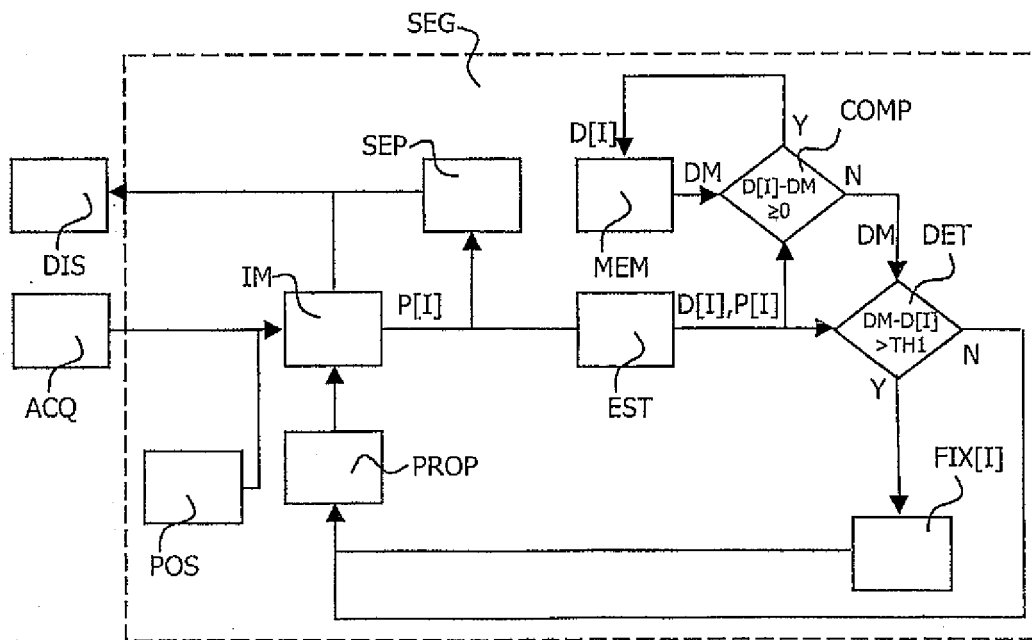 SEG
COMP
Y
D[I]
SEP
DM
D[I]-DM
≥0
N
DIS
MEM
DM
DET
IM
P[I]
D[I],P[I]
DM-D[I]
>TH1
N
ACQ
EST
Y
PROP
FIX[I]
POS